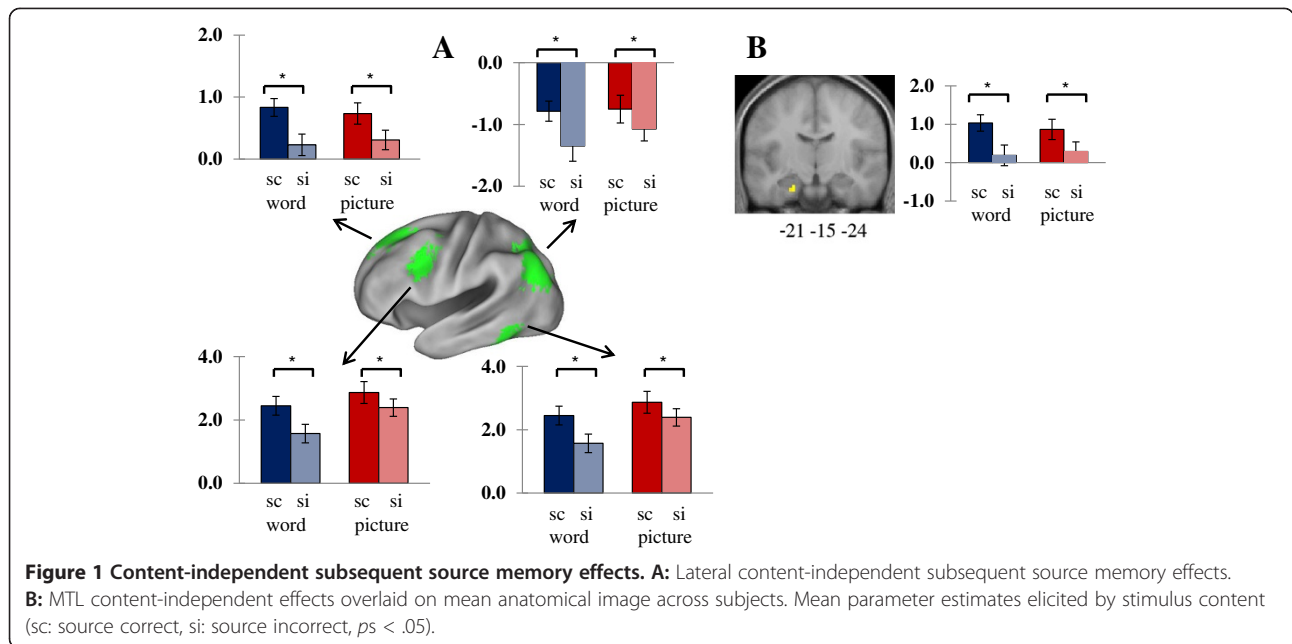 A
B
2.0
1.0
0.0
* *
sc si sc si
word picture
0.0
-1.0
-2.0
* *
sc si sc si
word picture
-21 -15 -24
2.0
1.0
0.0
-1.0
* *
sc si sc si
word picture
4.0
2.0
0.0
* *
sc si sc si
word picture
4.0
2.0
0.0
* *
sc si sc si
word picture
Figure 1 Content-independent subsequent source memory effects. A: Lateral content-independent subsequent source memory effects.
B: MTL content-independent effects overlaid on mean anatomical image across subjects. Mean parameter estimates elicited by stimulus content
(sc: source correct, si: source incorrect, ps < .05).